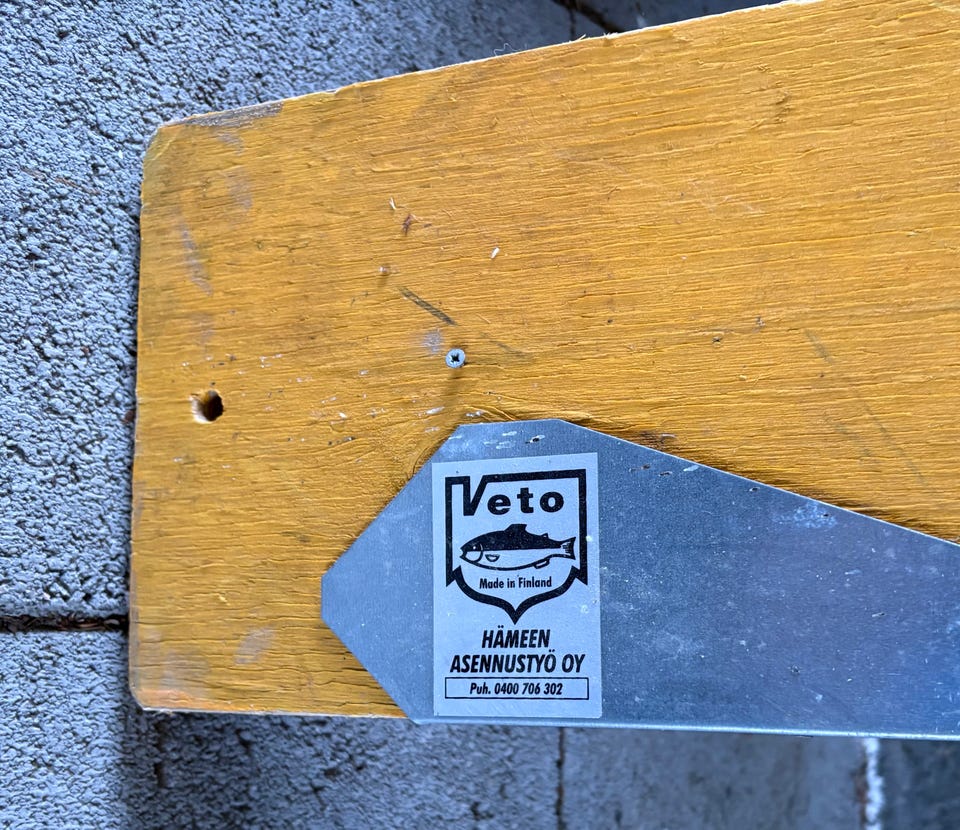 Veto
Made in Finland
HÄMEEN
ASENNUSTYÖ OY
Puh. 0400 706 302